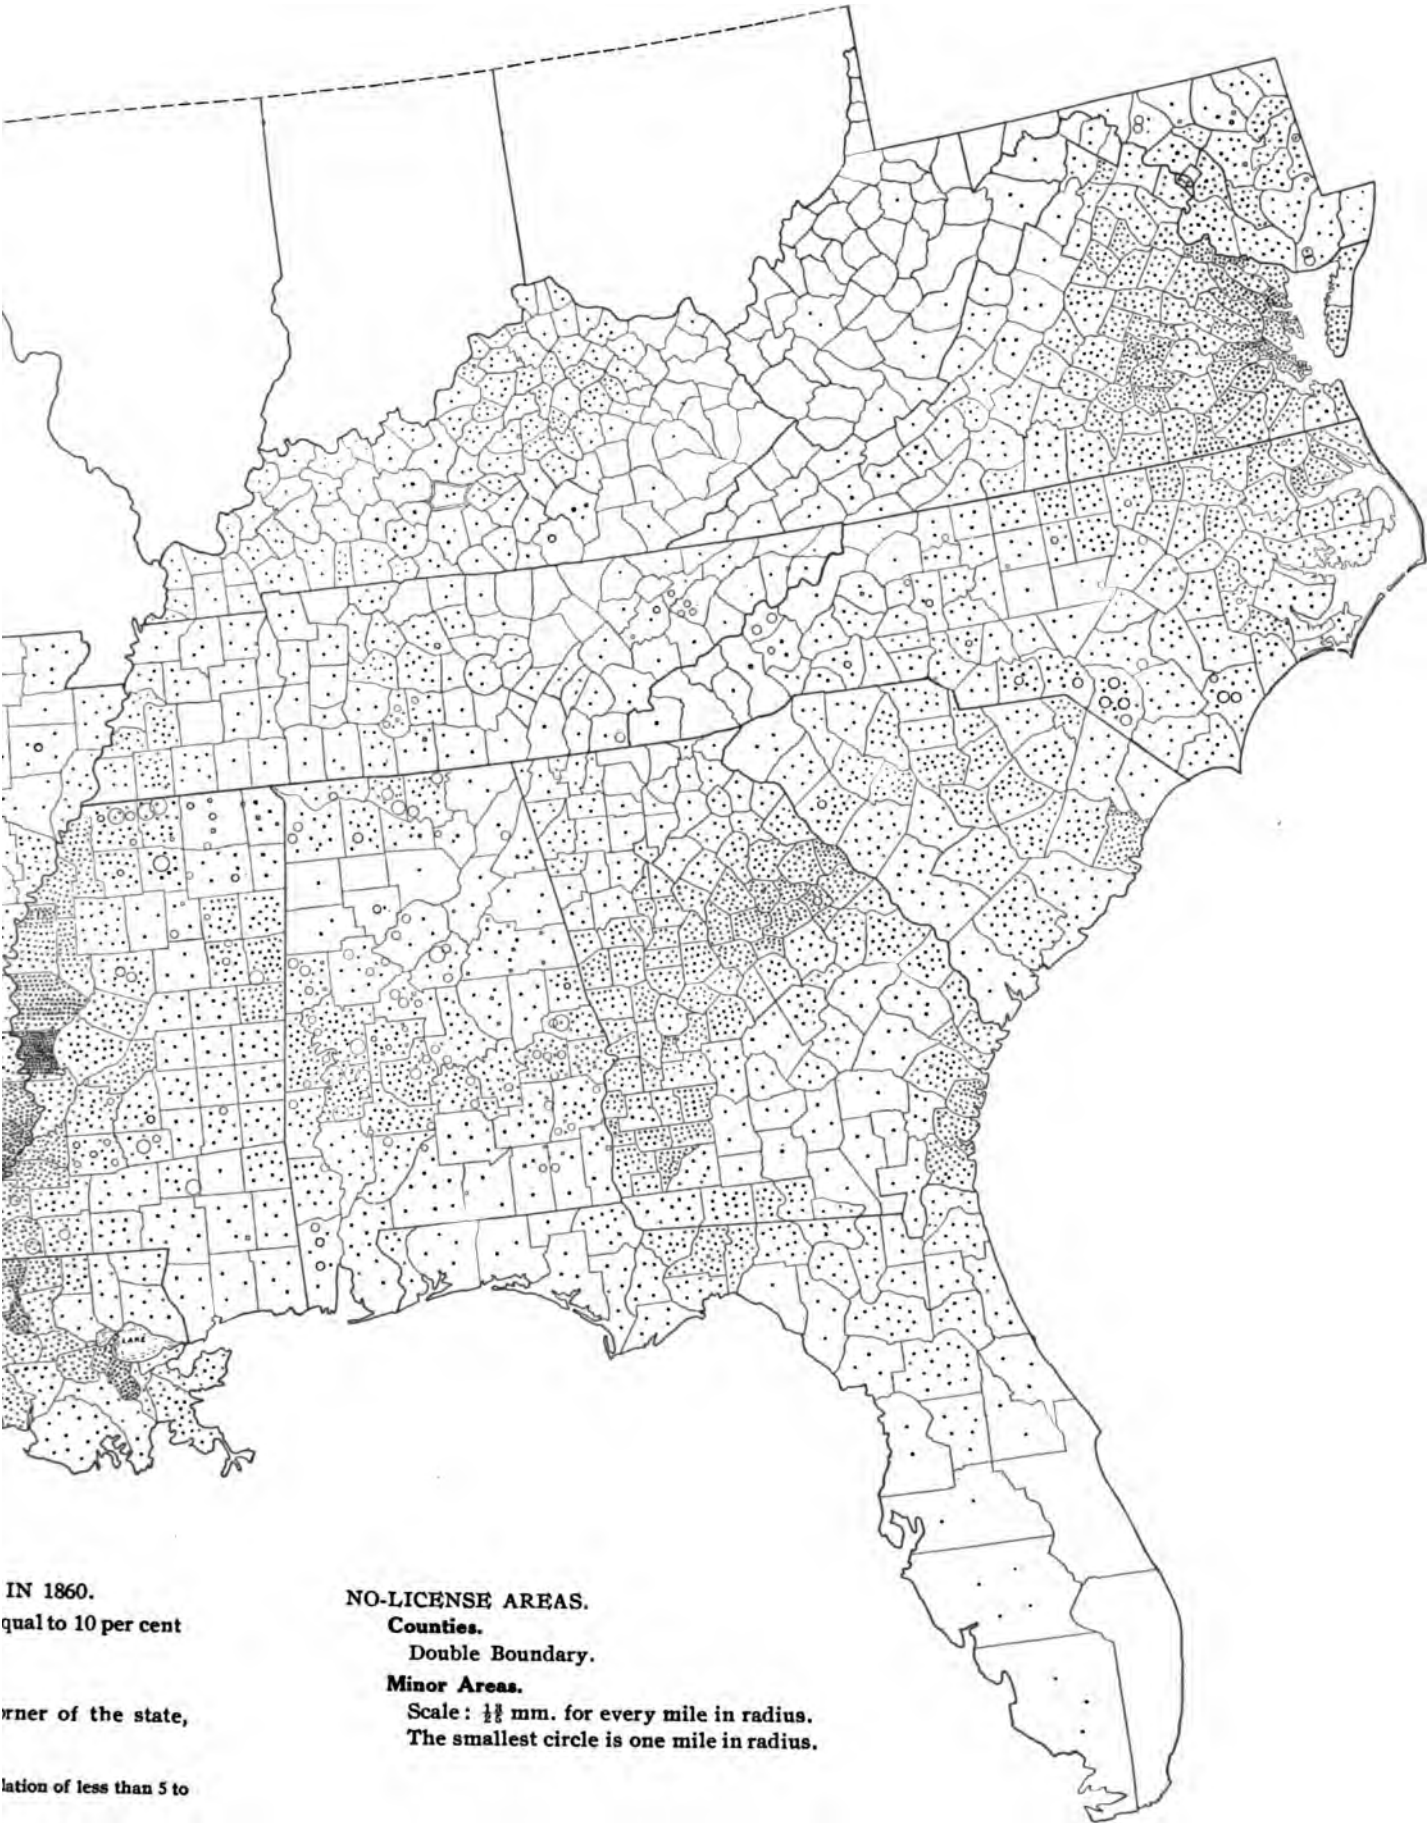 LAKE
IN 1860.
qual to 10 per cent
rner of the state,
lation of less than 5 to
NO-LICENSE AREAS.
Counties.
Double Boundary.
Minor Areas.
mm. for every mile in radius.
Scale:
The smallest circle is one mile in radius.